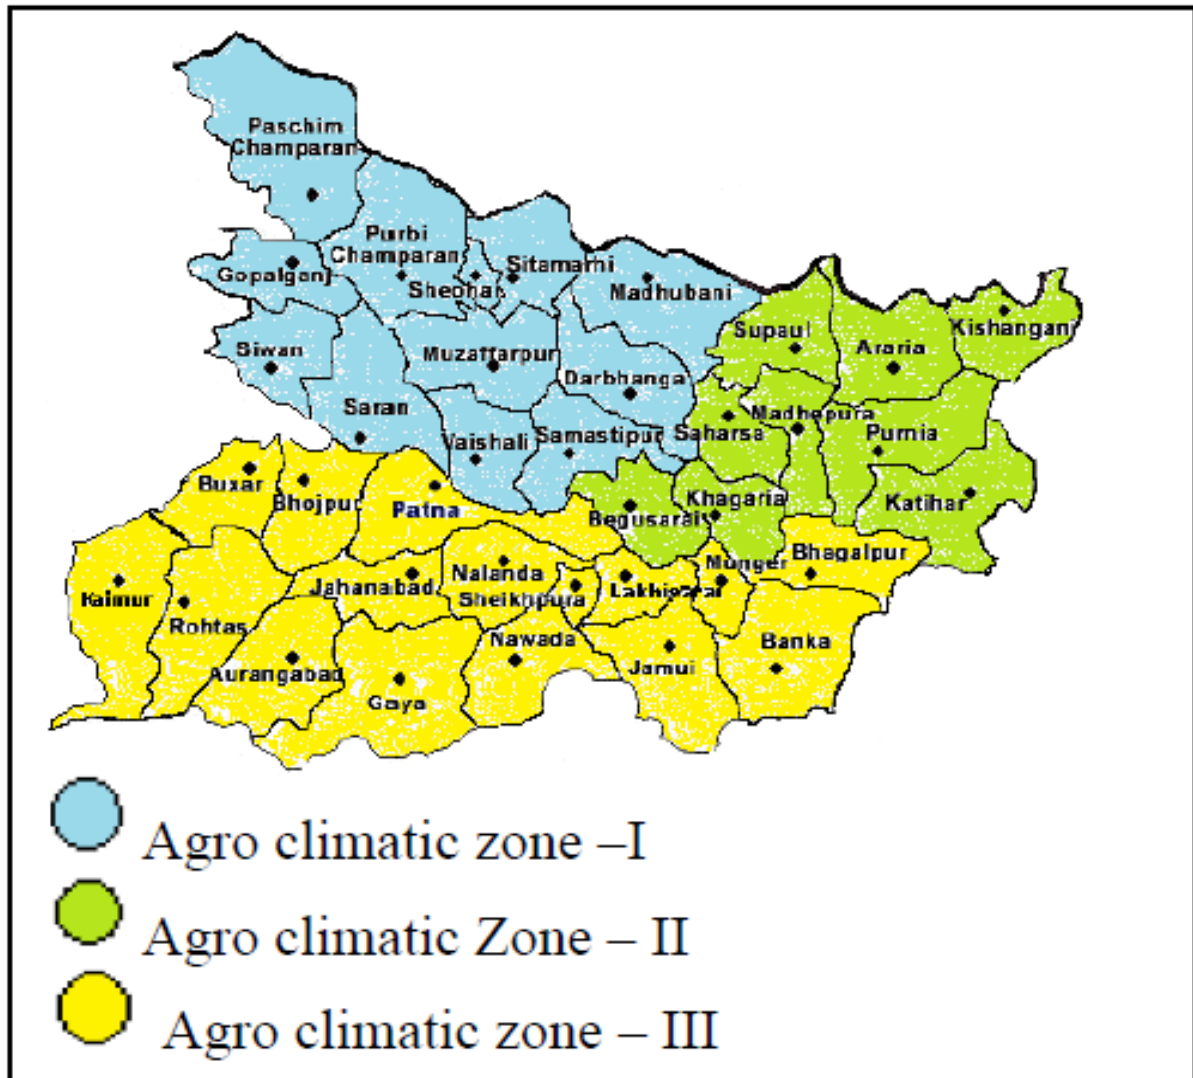 Paschim
Champaran
Purbi
Champaran
Gopalganj
Sheohar
Sitamarhi
Madhubani
Siwan
Muzaffarpur
Darbhanga
Saran
Vaishali
Samastipur
Supaul
Araria
Kishanganj
Saharsa
Madhepura
Purnia
Katihar
Begusarai
Khagaria
Buxar
Bhojpur
Patna
Kaimur
Rohtas
Jahanabad
Nalanda
Sheikhpura
Lakhisarai
Munger
Bhagalpur
Aurangabad
Gaya
Nawada
Jamui
Banka
Agro climatic zone –I
Agro climatic Zone – II
Agro climatic zone – III